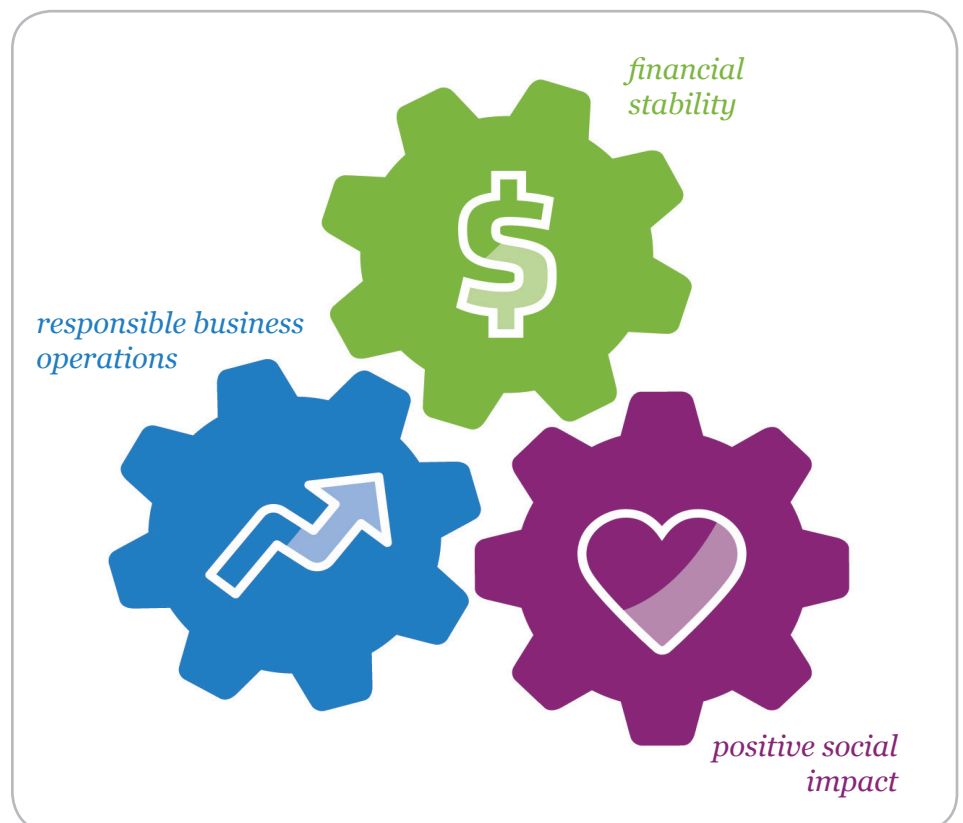 financial
stability
$
responsible business
operations
positive social
impact